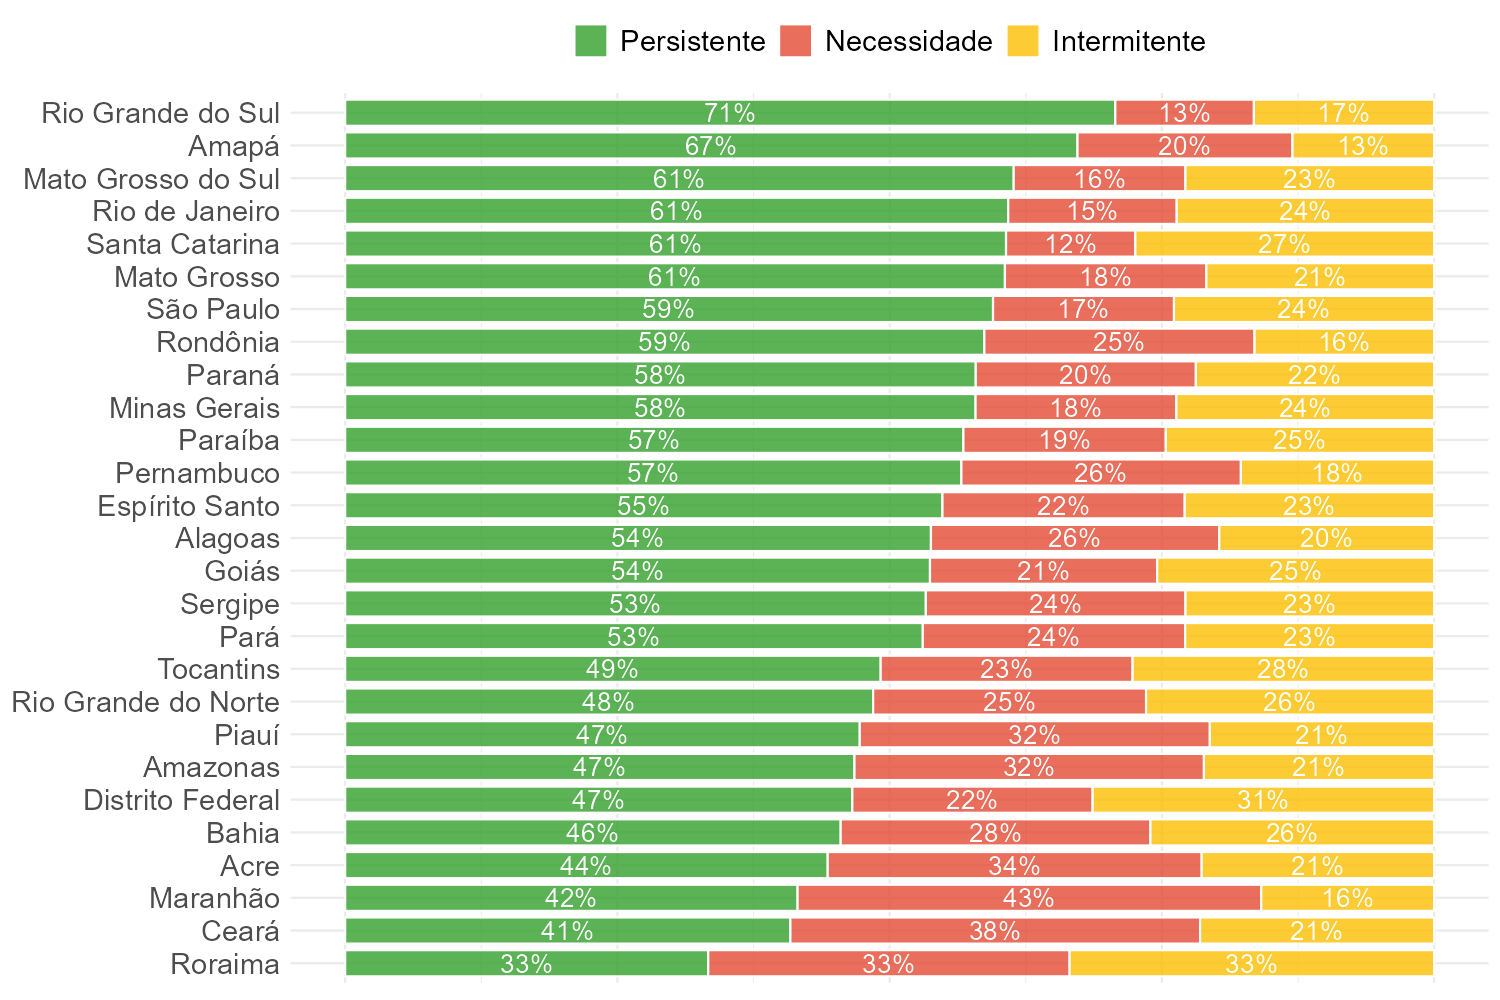 Persistente Necessidade Intermitente
Rio Grande do Sul 71% 13% 17%
Amapá 67% 20% 13%
Mato Grosso do Sul 61% 16% 23%
Rio de Janeiro 61% 15% 24%
Santa Catarina 61% 12% 27%
Mato Grosso 61% 18% 21%
São Paulo 59% 17% 24%
Rondônia 59% 25% 16%
Paraná 58% 20% 22%
Minas Gerais 58% 18% 24%
Paraíba 57% 19% 25%
Pernambuco 57% 26% 18%
Espírito Santo 55% 22% 23%
Alagoas 54% 26% 20%
Goiás 54% 21% 25%
Sergipe 53% 24% 23%
Pará 53% 24% 23%
Tocantins 49% 23% 28%
Rio Grande do Norte 48% 25% 26%
Piauí 47% 32% 21%
Amazonas 47% 32% 21%
Distrito Federal 47% 22% 31%
Bahia 46% 28% 26%
Acre 44% 34% 21%
Maranhão 42% 43% 16%
Ceará 41% 38% 21%
Roraima 33% 33% 33%